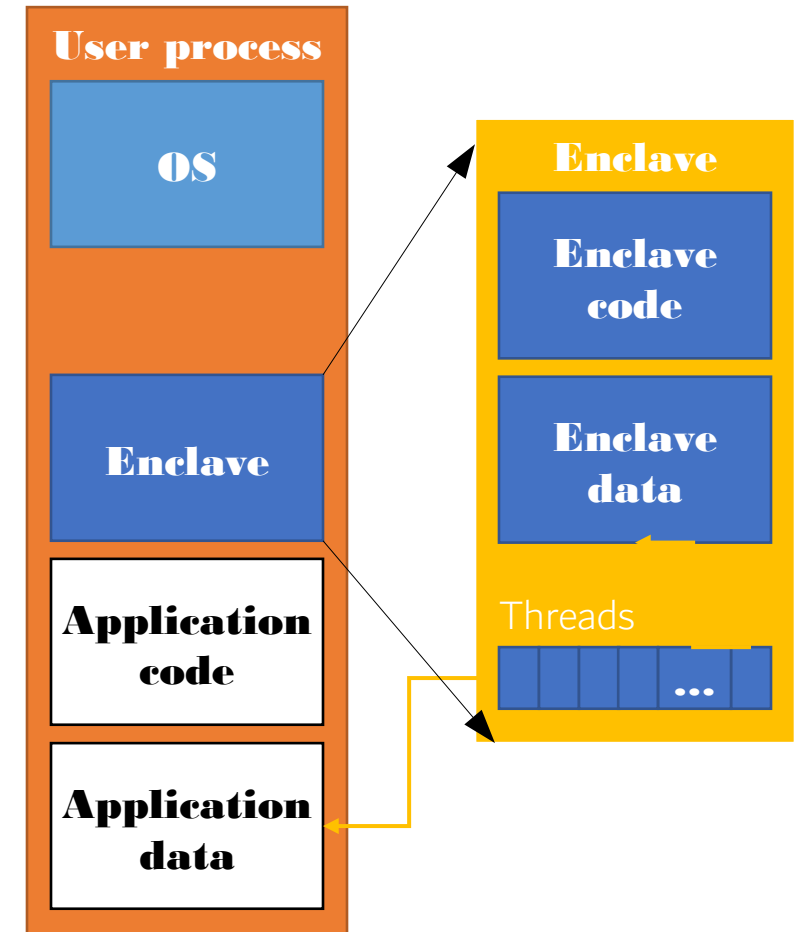 User process
OS
Enclave
Application
code
Application
data
Enclave
Enclave
code
Enclave
data
Threads
...